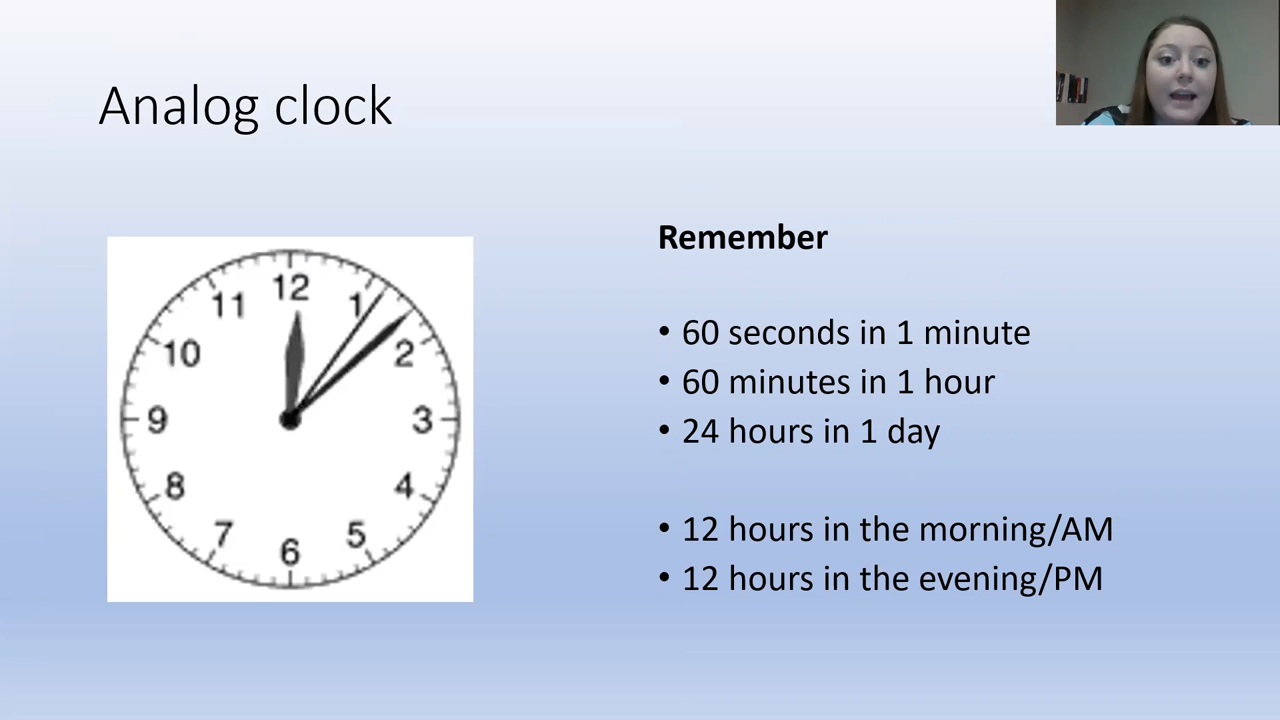 Analog clock
12
11
1
10
2
9
3
8
4
7
5
6
Remember
• 60 seconds in 1 minute
• 60 minutes in 1 hour
• 24 hours in 1 day
• 12 hours in the morning/AM
• 12 hours in the evening/PM